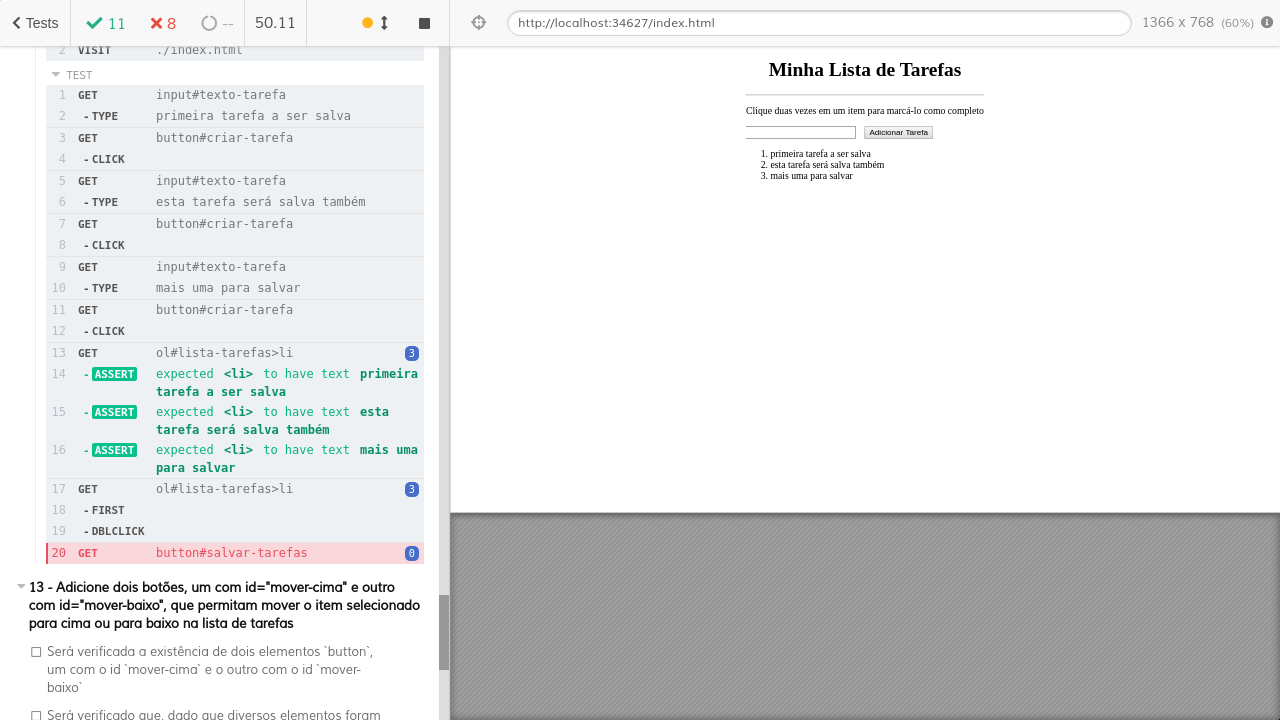 Tests 11 8 -- 50.11 http://localhost:34627/index.html 1366 x 768 (60%)
2 VISIT ./index.html
TEST
1 GET input#texto-tarefa
2 - TYPE primeira tarefa a ser salva
3 GET button#criar-tarefa
4 - CLICK
5 GET input#texto-tarefa
6 - TYPE esta tarefa será salva também
7 GET button#criar-tarefa
8 - CLICK
9 GET input#texto-tarefa
10 - TYPE mais uma para salvar
11 GET button#criar-tarefa
12 - CLICK
13 GET ol#lista-tarefas>li 3
14 - ASSERT expected <li> to have text primeira
tarefa a ser salva
15 - ASSERT expected <li> to have text esta
tarefa será salva também
16 - ASSERT expected <li> to have text mais uma
para salvar
17 GET ol#lista-tarefas>li 3
18 - FIRST
19 - DBLCLICK
20 GET button#salvar-tarefas 0
13 - Adicione dois botões, um com id="mover-cima" e outro
com id="mover-baixo", que permitam mover o item selecionado
para cima ou para baixo na lista de tarefas
Será verificada a existência de dois elementos `button`,
um com o id `mover-cima` e o outro com o id `mover-
baixo`
Será verificado que, dado que diversos elementos foram
Minha Lista de Tarefas
Clique duas vezes em um item para marcá-lo como completo
Adicionar Tarefa
1. primeira tarefa a ser salva
2. esta tarefa será salva também
3. mais uma para salvar